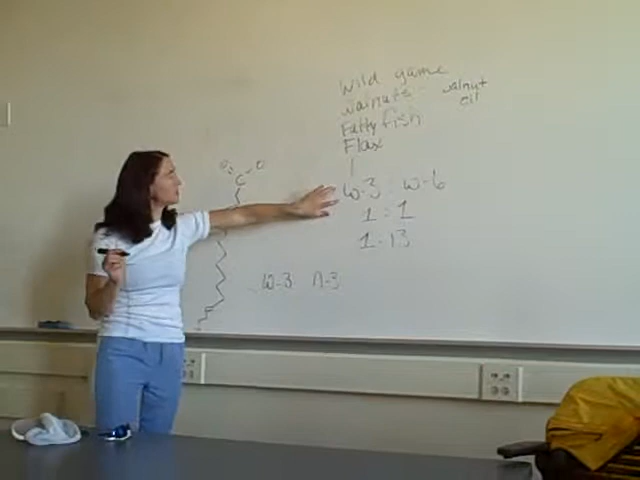 wild game
walnuts walnut oil
Fatty fish
Flax
ω-3 : ω-6
1 : 1
1 : 13
ω-3 n-3
O O
C